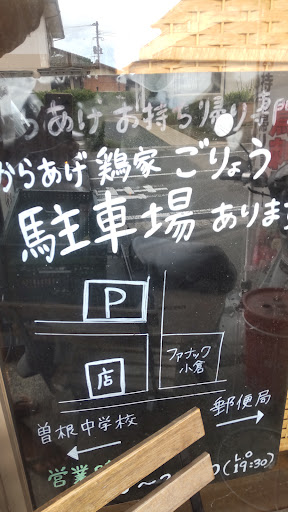 からあげ お持ち帰り専門
からあげ 鶏家 ごりょう
駐車場 あります
P
店
ファナック
小倉
曽根中学校
郵便局
営業
(L.O
19:30)